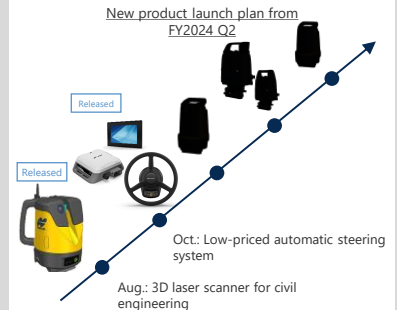 New product launch plan from
FY2024 Q2
Released
Released
Oct.: Low-priced automatic steering
system
Aug.: 3D laser scanner for civil
engineering